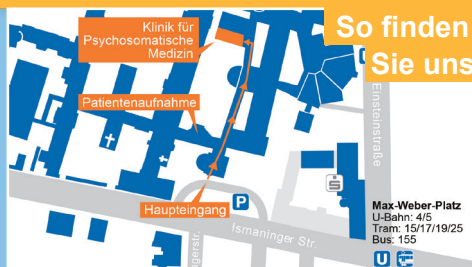 So finden
Sie uns
Klinik für
Psychosomatische
Medizin
Patientenaufnahme
Haupteingang
P
Ismaninger Str.
Einsteinstraße
Max-Weber-Platz
U-Bahn: 4/5
Tram: 15/17/19/25
Bus: 155
U